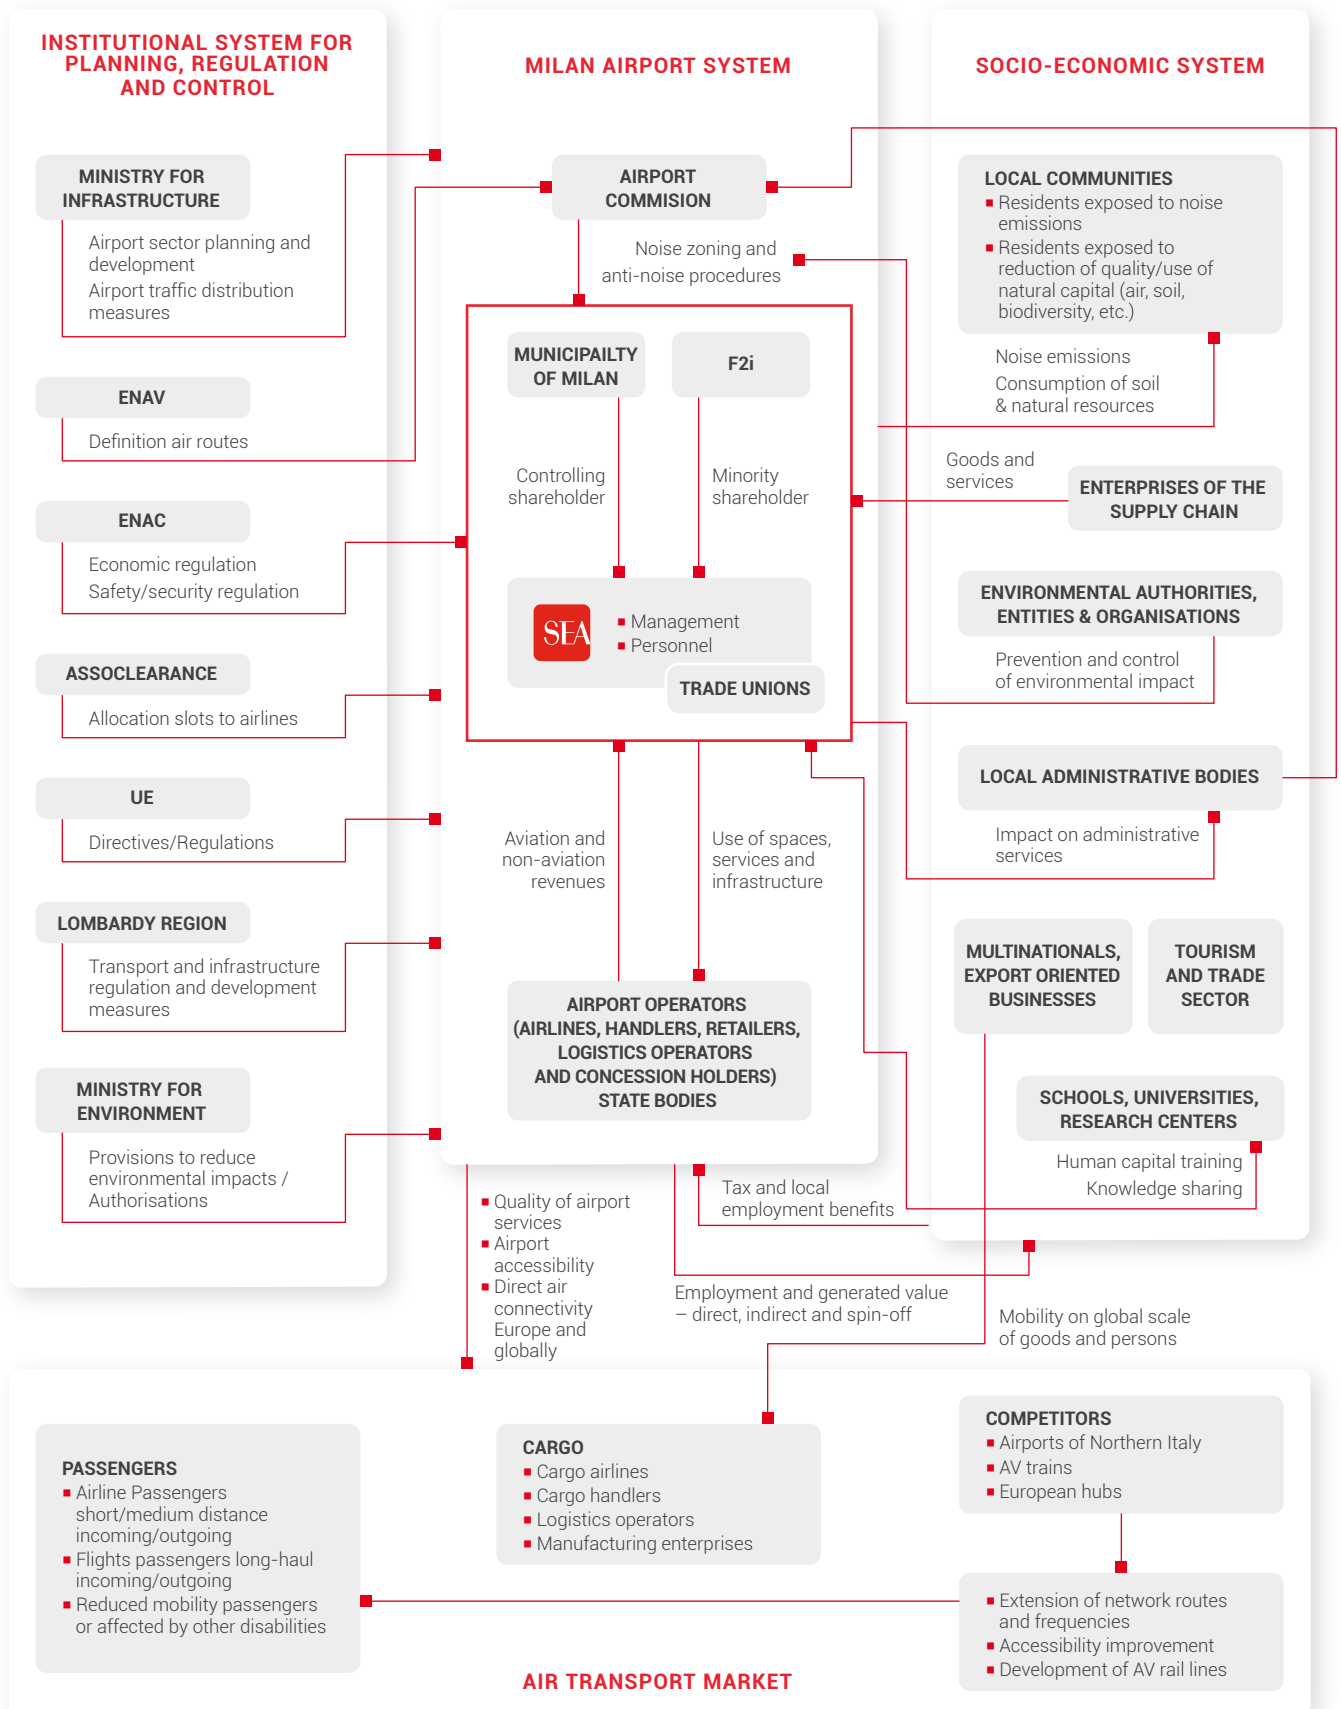 INSTITUTIONAL SYSTEM FOR
PLANNING, REGULATION
AND CONTROL
MINISTRY FOR
INFRASTRUCTURE
Airport sector planning and
development
Airport traffic distribution
measures
ENAV
Definition air routes
ENAC
Economic regulation
Safety/security regulation
ASSOCLEARANCE
Allocation slots to airlines
UE
Directives/Regulations
LOMBARDY REGION
Transport and infrastructure
regulation and development
measures
MINISTRY FOR
ENVIRONMENT
Provisions to reduce
environmental impacts /
Authorisations
MILAN AIRPORT SYSTEM
AIRPORT
COMMISION
Noise zoning and
anti-noise procedures
MUNICIPAILTY
OF MILAN
F2i
Controlling
shareholder
Minority
shareholder
SEA
▪ Management
▪ Personnel
TRADE UNIONS
Aviation and
non-aviation
revenues
Use of spaces,
services and
infrastructure
AIRPORT OPERATORS
(AIRLINES, HANDLERS, RETAILERS,
LOGISTICS OPERATORS
AND CONCESSION HOLDERS)
STATE BODIES
SOCIO-ECONOMIC SYSTEM
LOCAL COMMUNITIES
▪ Residents exposed to noise
emissions
▪ Residents exposed to
reduction of quality/use of
natural capital (air, soil,
biodiversity, etc.)
Noise emissions
Consumption of soil
& natural resources
Goods and
services
ENTERPRISES OF THE
SUPPLY CHAIN
ENVIRONMENTAL AUTHORITIES,
ENTITIES & ORGANISATIONS
Prevention and control
of environmental impact
LOCAL ADMINISTRATIVE BODIES
Impact on administrative
services
MULTINATIONALS,
EXPORT ORIENTED
BUSINESSES
TOURISM
AND TRADE
SECTOR
SCHOOLS, UNIVERSITIES,
RESEARCH CENTERS
Human capital training
Knowledge sharing
▪ Quality of airport
services
▪ Airport
accessibility
▪ Direct air
connectivity
Europe and
globally
Tax and local
employment benefits
Employment and generated value
– direct, indirect and spin-off
Mobility on global scale
of goods and persons
PASSENGERS
▪ Airline Passengers
short/medium distance
incoming/outgoing
▪ Flights passengers long-haul
incoming/outgoing
▪ Reduced mobility passengers
or affected by other disabilities
CARGO
▪ Cargo airlines
▪ Cargo handlers
▪ Logistics operators
▪ Manufacturing enterprises
COMPETITORS
▪ Airports of Northern Italy
▪ AV trains
▪ European hubs
▪ Extension of network routes
and frequencies
▪ Accessibility improvement
▪ Development of AV rail lines
AIR TRANSPORT MARKET